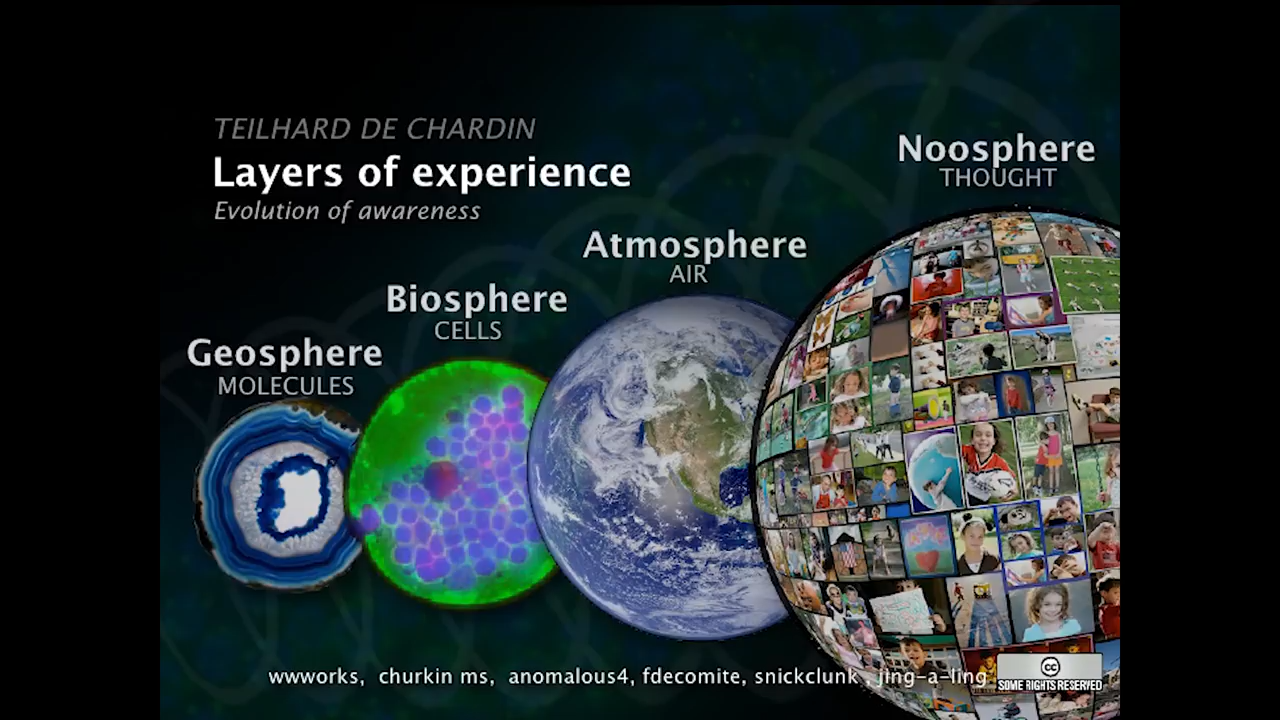 TEILHARD DE CHARDIN
Layers of experience
Evolution of awareness
Noosphere
THOUGHT
Atmosphere
AIR
Biosphere
CELLS
Geosphere
MOLECULES
wwworks, churkin ms, anomalous4, fdecomite, snickclunk , jing-a-ling
cc
SOME RIGHTS RESERVED